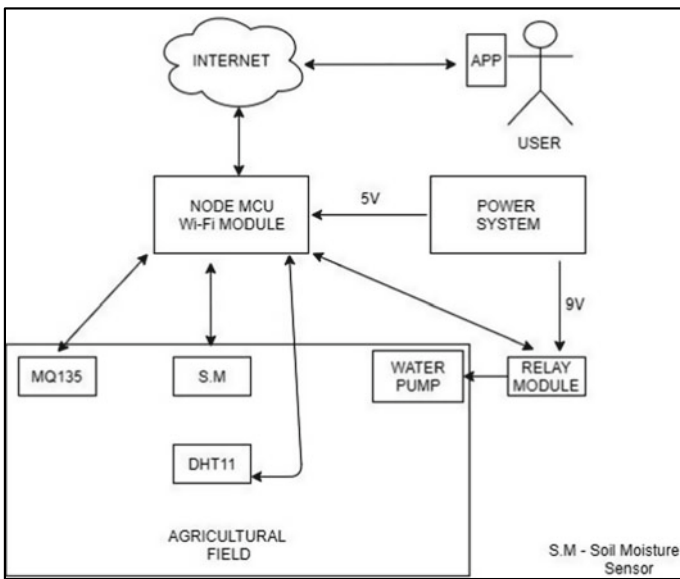 INTERNET
APP
USER
NODE MCU
Wi-Fi MODULE
5V
POWER
SYSTEM
9V
MQ135
S.M
WATER
PUMP
RELAY
MODULE
DHT11
AGRICULTURAL
FIELD
S.M - Soil Moisture
Sensor